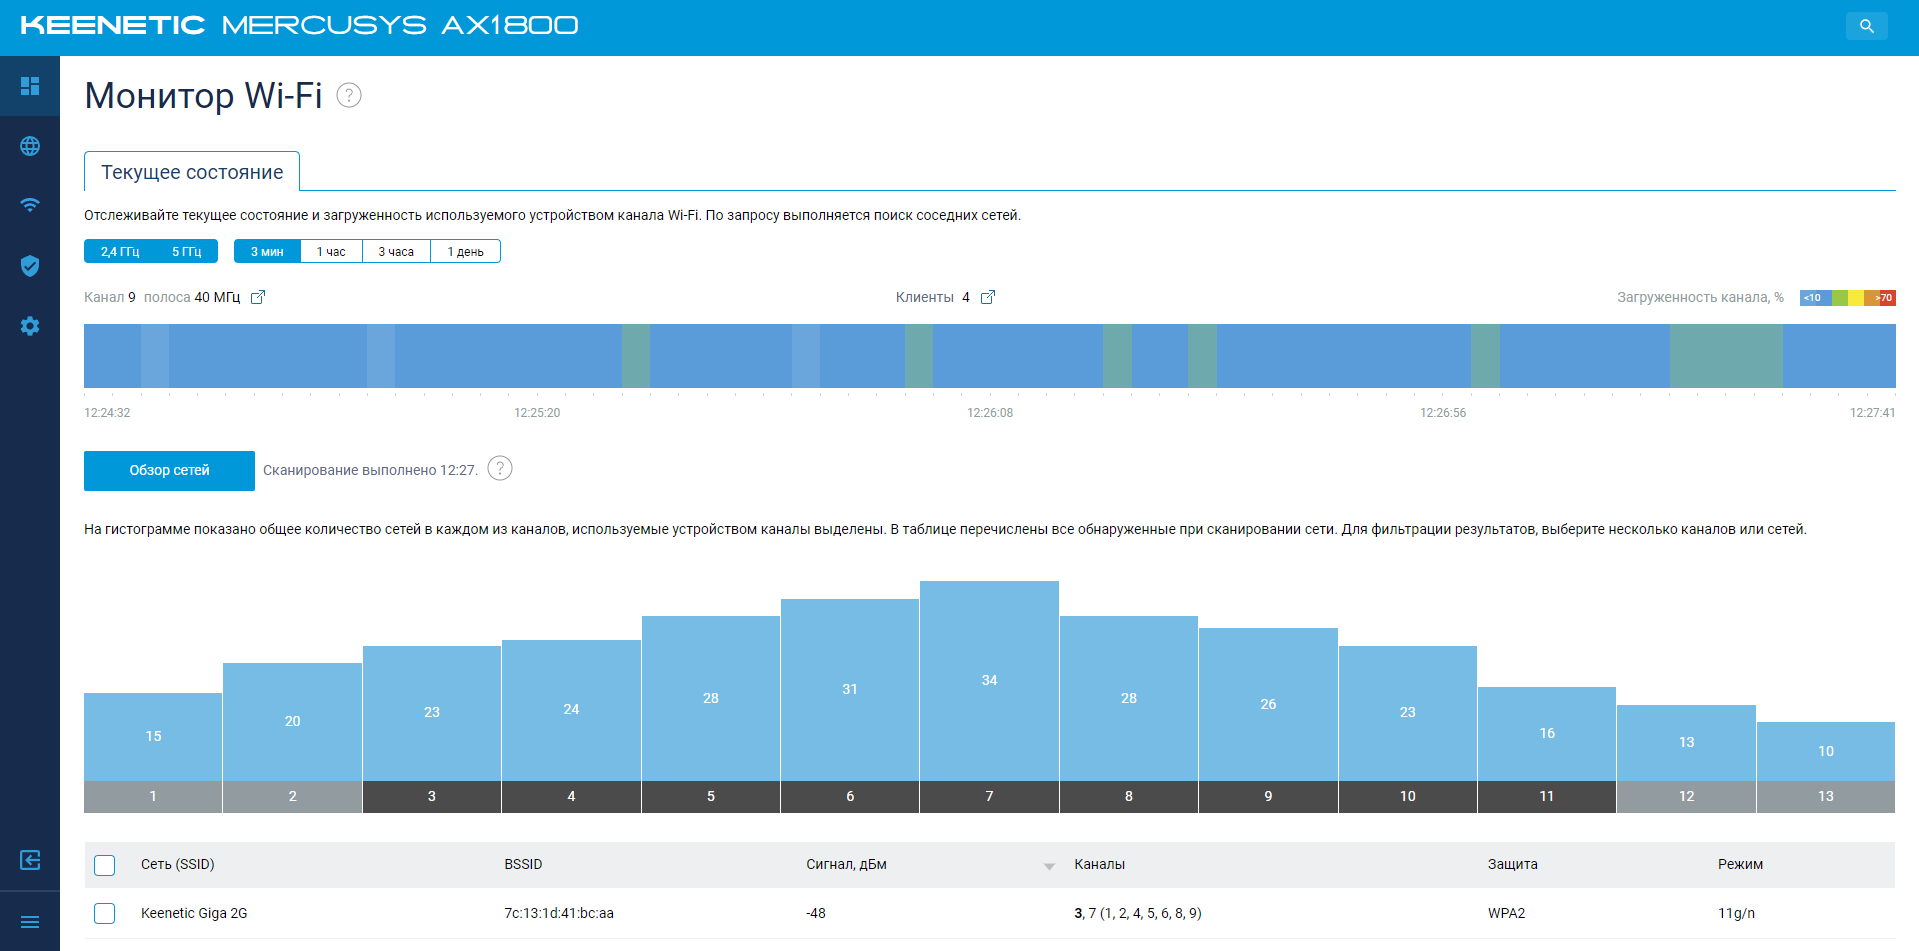 KEENETIC MERCUSYS AX1800
Монитор Wi-Fi ?
Текущее состояние
Отслеживайте текущее состояние и загруженность используемого устройством канала Wi-Fi. По запросу выполняется поиск соседних сетей.
2,4 ГГц 5 ГГц 3 мин 1 час 3 часа 1 день
Канал 9 полоса 40 МГц Клиенты 4 Загруженность канала, % <10 >70
12:24:32 12:25:20 12:26:08 12:26:56 12:27:41
Обзор сетей Сканирование выполнено 12:27. ?
На гистограмме показано общее количество сетей в каждом из каналов, используемые устройством каналы выделены. В таблице перечислены все обнаруженные при сканировании сети. Для фильтрации результатов, выберите несколько каналов или сетей.
15 20 23 24 28 31 34 28 26 23 16 13 10
1 2 3 4 5 6 7 8 9 10 11 12 13
Сеть (SSID) BSSID Сигнал, дБм Каналы Защита Режим
Keenetic Giga 2G 7c:13:1d:41:bc:aa -48 3, 7 (1, 2, 4, 5, 6, 8, 9) WPA2 11g/n